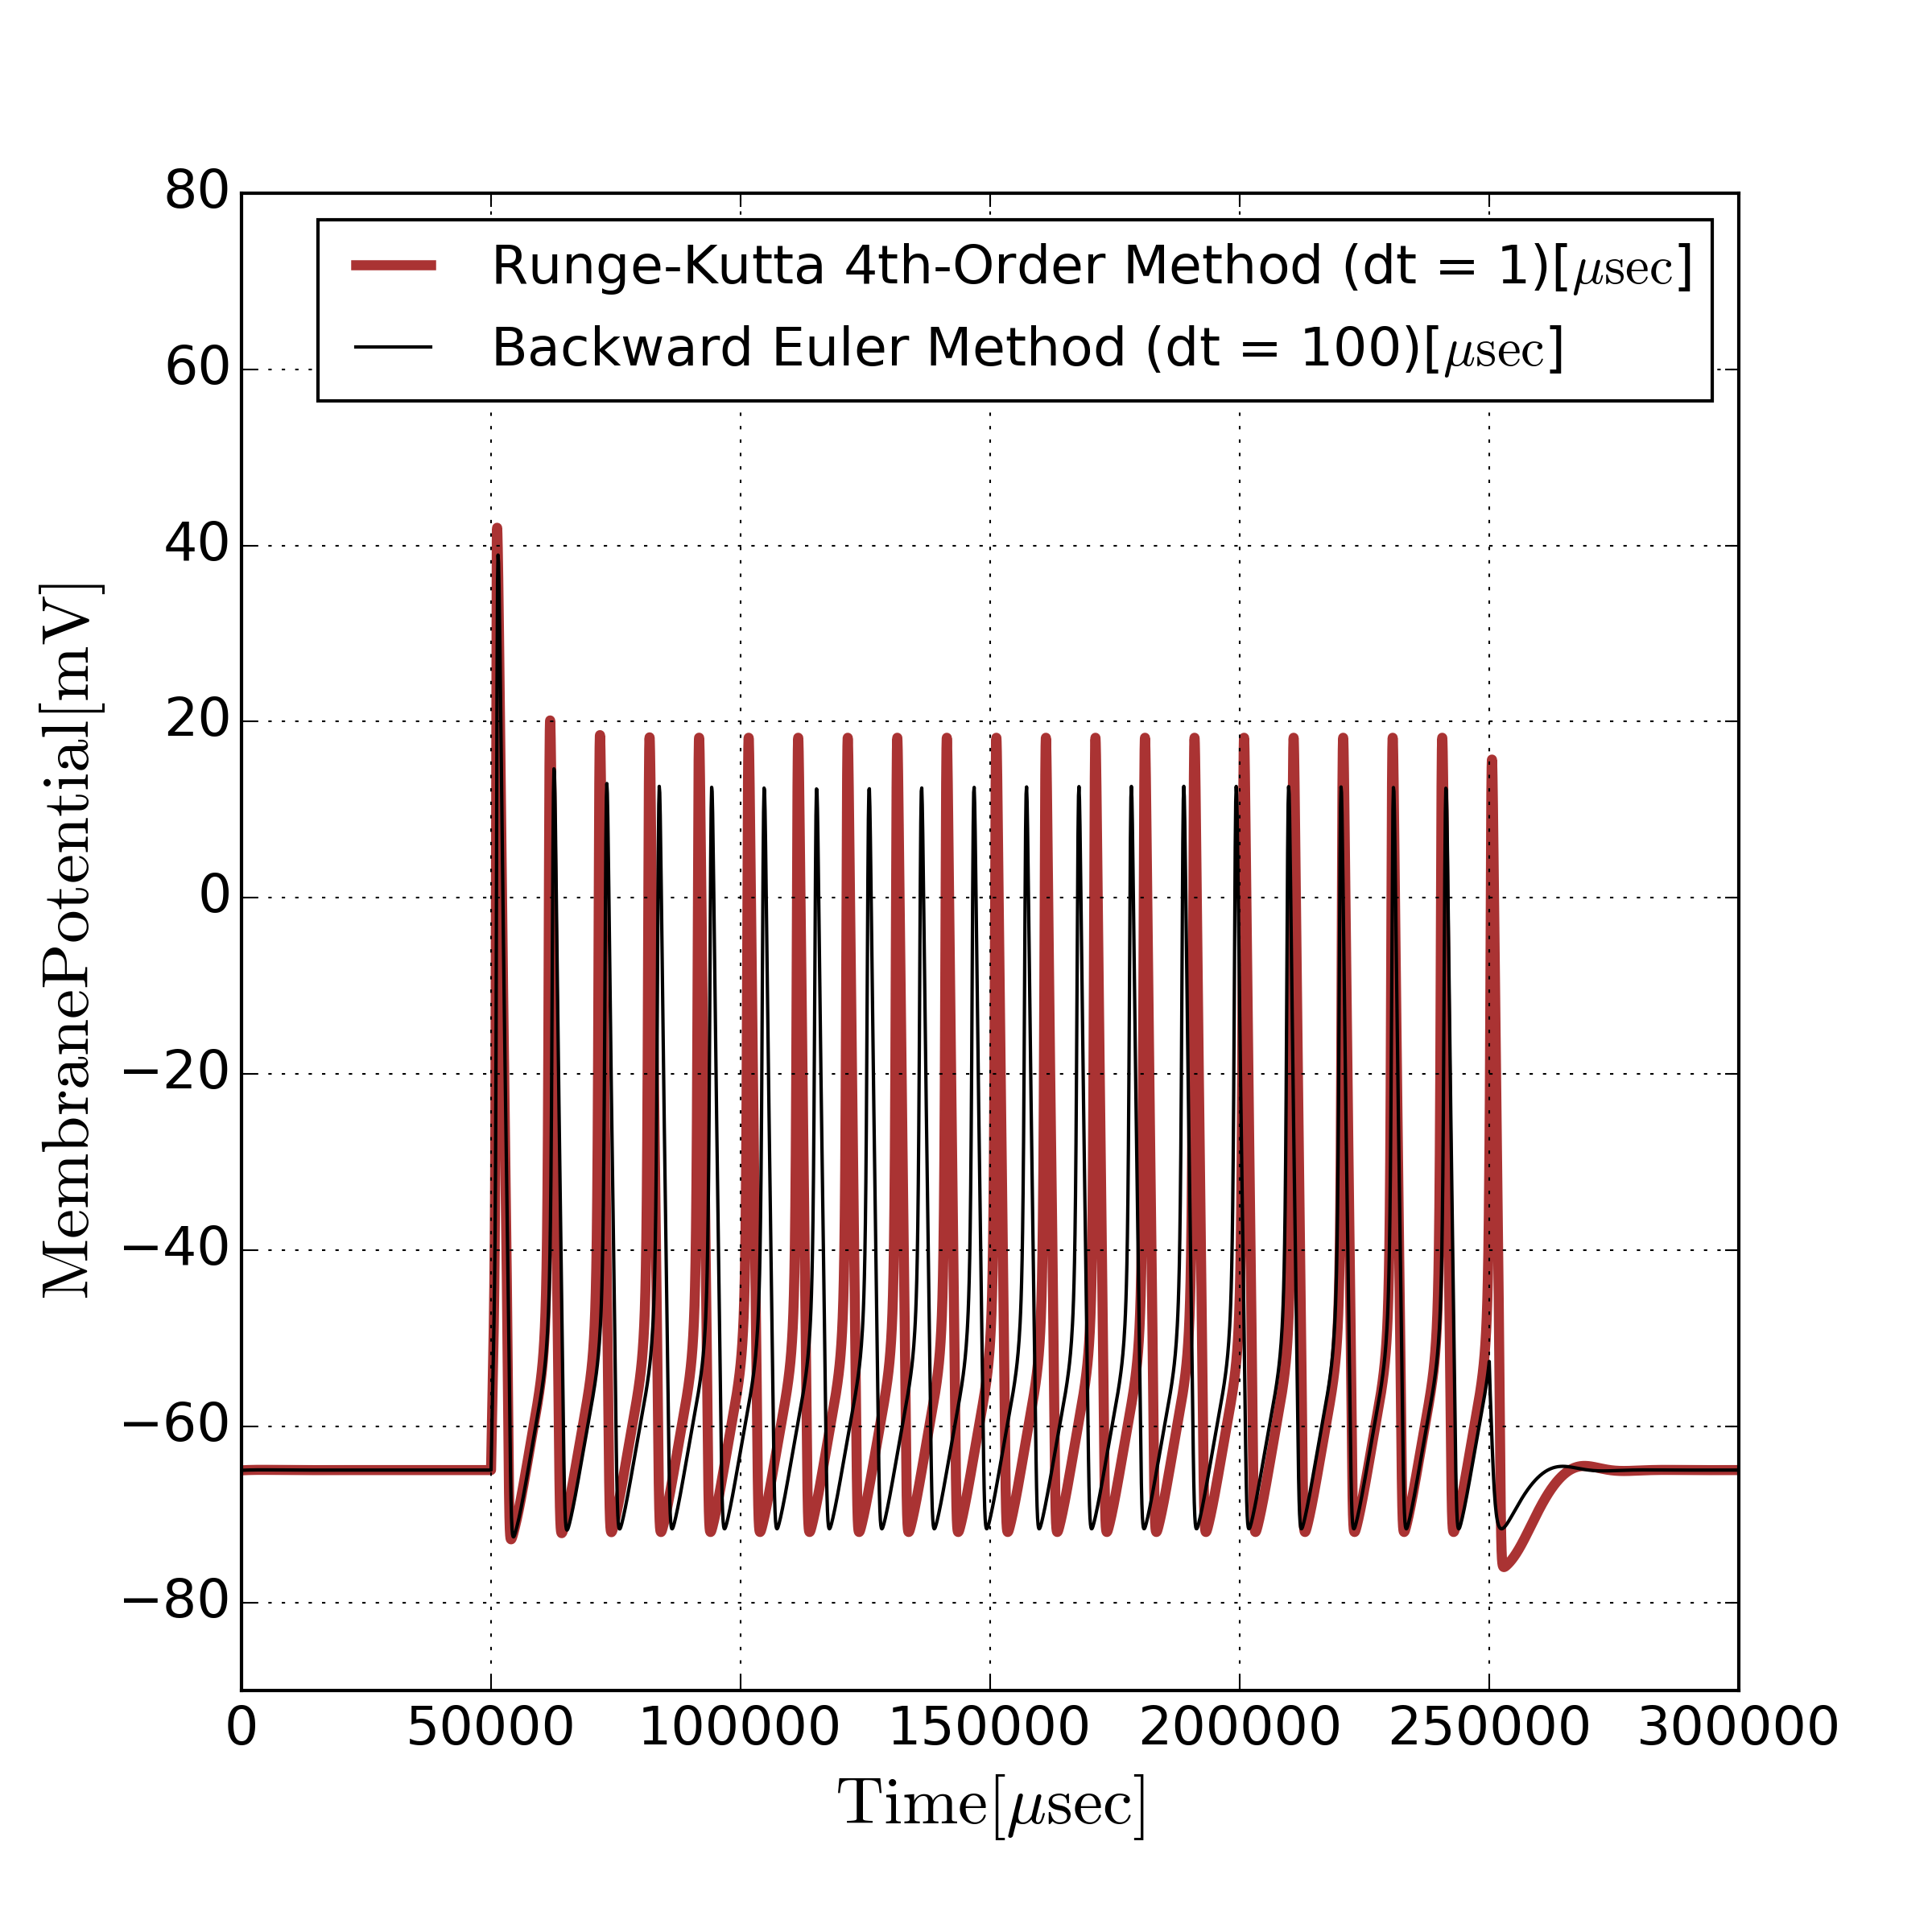 80
60
40
20
0
−20
−40
−60
−80
Runge-Kutta 4th-Order Method (dt = 1)[μsec]
Backward Euler Method (dt = 100)[μsec]
MembranePotential[mV]
0 50000 100000 150000 200000 250000 300000
Time[μsec]